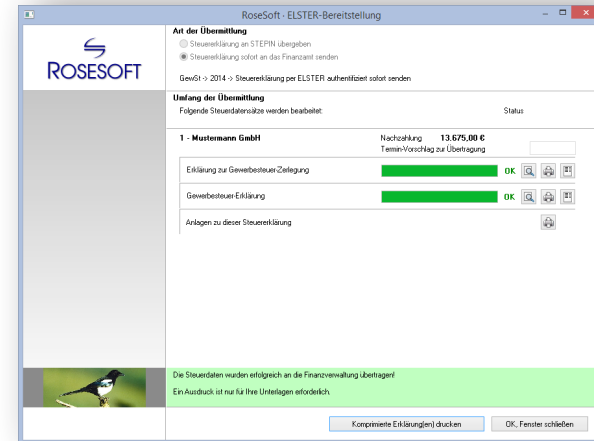 RoseSoft - ELSTER-Bereitstellung
ROSESOFT
Art der Übermittlung
Steuererklärung an STEPIN übergeben
Steuererklärung sofort an das Finanzamt senden
GewSt -> 2014 -> Steuererklärung per ELSTER authentifiziert sofort senden
Umfang der Übermittlung
Folgende Steuerdatensätze werden bearbeitet: Status
1 - Mustermann GmbH Nachzahlung 13.675,00 €
Termin-Vorschlag zur Übertragung
Erklärung zur Gewerbesteuer-Zerlegung OK
Gewerbesteuer-Erklärung OK
Anlagen zu dieser Steuererklärung
Die Steuerdaten wurden erfolgreich an die Finanzverwaltung übertragen!
Ein Ausdruck ist nur für Ihre Unterlagen erforderlich.
Komprimierte Erklärung(en) drucken OK, Fenster schließen